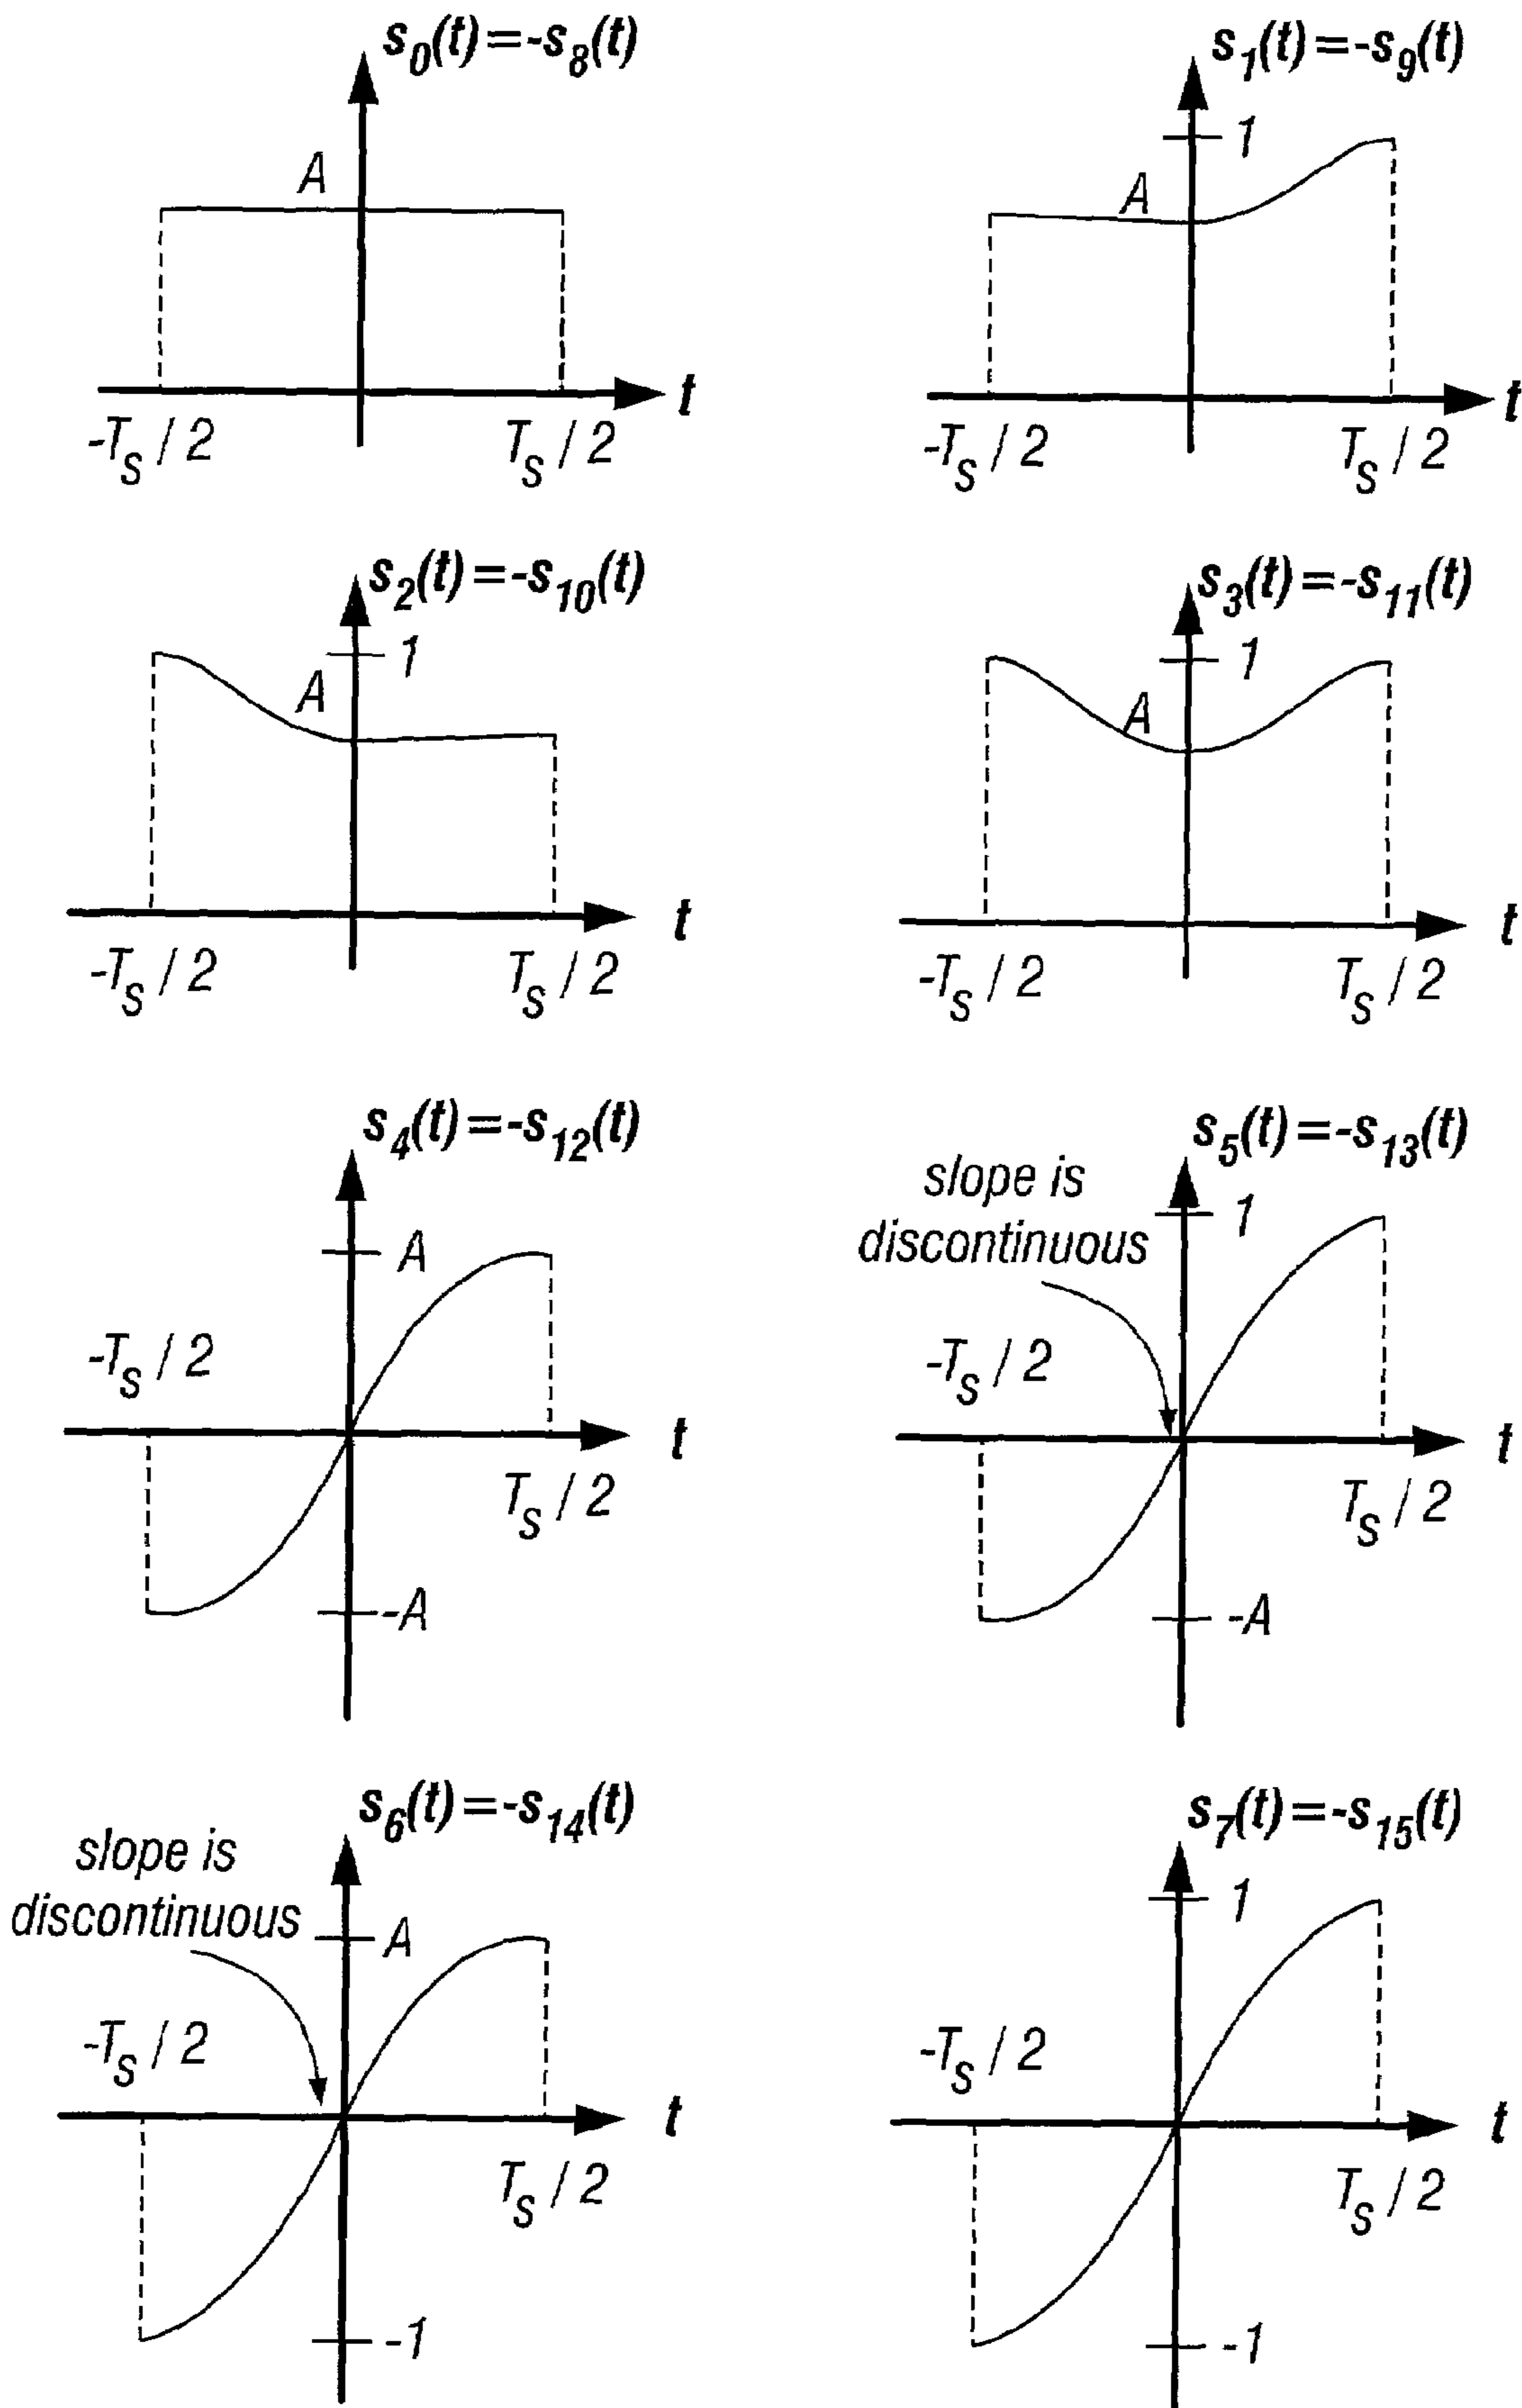 s0(t)=-s8(t)
A
t
-TS / 2
TS / 2
s1(t)=-s9(t)
1
A
t
-TS / 2
TS / 2
s2(t)=-s10(t)
1
A
t
-TS / 2
TS / 2
s3(t)=-s11(t)
1
A
t
-TS / 2
TS / 2
s4(t)=-s12(t)
A
-TS / 2
t
TS / 2
-A
s5(t)=-s13(t)
slope is
discontinuous
1
-TS / 2
t
TS / 2
-A
s6(t)=-s14(t)
slope is
discontinuous
A
-TS / 2
t
TS / 2
-1
s7(t)=-s15(t)
1
-TS / 2
t
TS / 2
-1